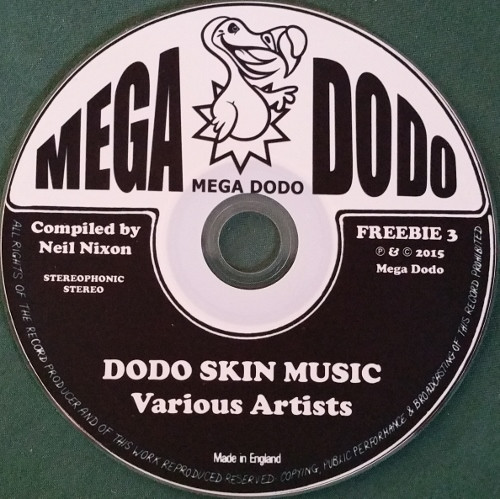 MEGA DODO
MEGA DODO
Compiled by
Neil Nixon
STEREOPHONIC
STEREO
FREEBIE 3
℗ & © 2015
Mega Dodo
DODO SKIN MUSIC
Various Artists
Made in England
ALL RIGHTS OF THE RECORD PRODUCER AND OF THIS WORK REPRODUCED RESERVED· COPYING, PUBLIC PERFORMANCE & BROADCASTING OF THIS RECORD PROHIBITED